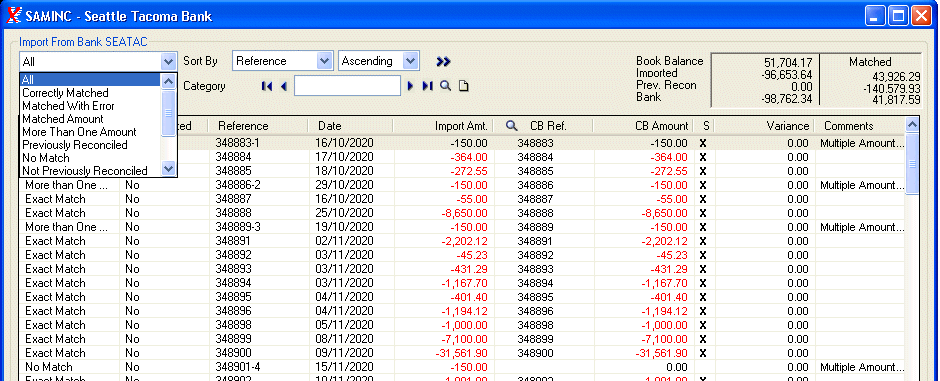 SAMINC - Seattle Tacoma Bank
Import From Bank SEATAC
All Sort By Reference Ascending
Category
Book Balance 51,704.17 Matched
Imported -96,653.64 43,926.29
Prev. Recon 0.00 -140,579.93
Bank -98,762.34 41,817.59
All
Correctly Matched
Matched With Error
Matched Amount
More Than One Amount
Previously Reconciled
No Match
Not Previously Reconciled
Reference Date Import Amt. CB Ref. CB Amount S Variance Comments
348883-1 16/10/2020 -150.00 348883 -150.00 X 0.00 Multiple Amount...
348884 17/10/2020 -364.00 348884 -364.00 X 0.00
348885 18/10/2020 -272.55 348885 -272.55 X 0.00
More than One ... No 348886-2 29/10/2020 -150.00 348886 -150.00 X 0.00 Multiple Amount...
Exact Match No 348887 16/10/2020 -55.00 348887 -55.00 X 0.00
Exact Match No 348888 25/10/2020 -8,650.00 348888 -8,650.00 X 0.00
More than One ... No 348889-3 19/10/2020 -150.00 348889 -150.00 X 0.00 Multiple Amount...
Exact Match No 348891 02/11/2020 -2,202.12 348891 -2,202.12 X 0.00
Exact Match No 348892 03/11/2020 -45.23 348892 -45.23 X 0.00
Exact Match No 348893 03/11/2020 -431.29 348893 -431.29 X 0.00
Exact Match No 348894 03/11/2020 -1,167.70 348894 -1,167.70 X 0.00
Exact Match No 348895 04/11/2020 -401.40 348895 -401.40 X 0.00
Exact Match No 348896 04/11/2020 -1,194.12 348896 -1,194.12 X 0.00
Exact Match No 348898 05/11/2020 -1,000.00 348898 -1,000.00 X 0.00
Exact Match No 348899 08/11/2020 -7,100.00 348899 -7,100.00 X 0.00
Exact Match No 348900 09/11/2020 -31,561.90 348900 -31,561.90 X 0.00
No Match No 348901-4 15/11/2020 -150.00 0.00 0.00 Multiple Amount...